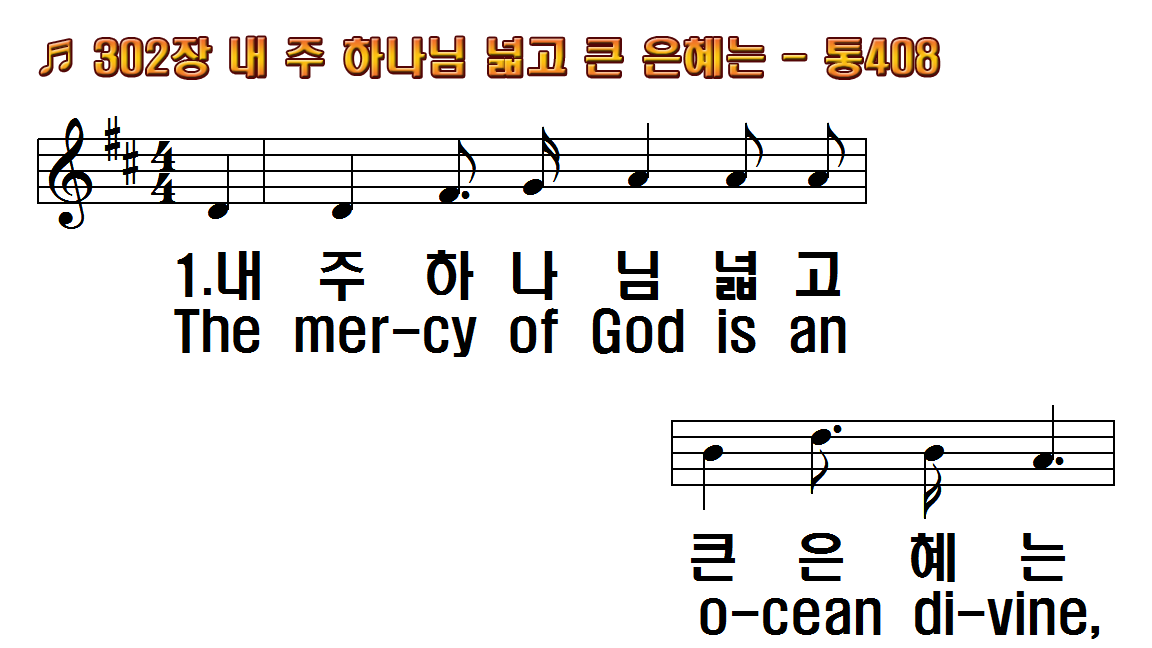 ♬ 302장 내 주 하나님 넓고 큰 은혜는 - 통408
1.내 주 하 나 님 넓 고
The mer-cy of God is an
큰 은 혜 는
o-cean di-vine,